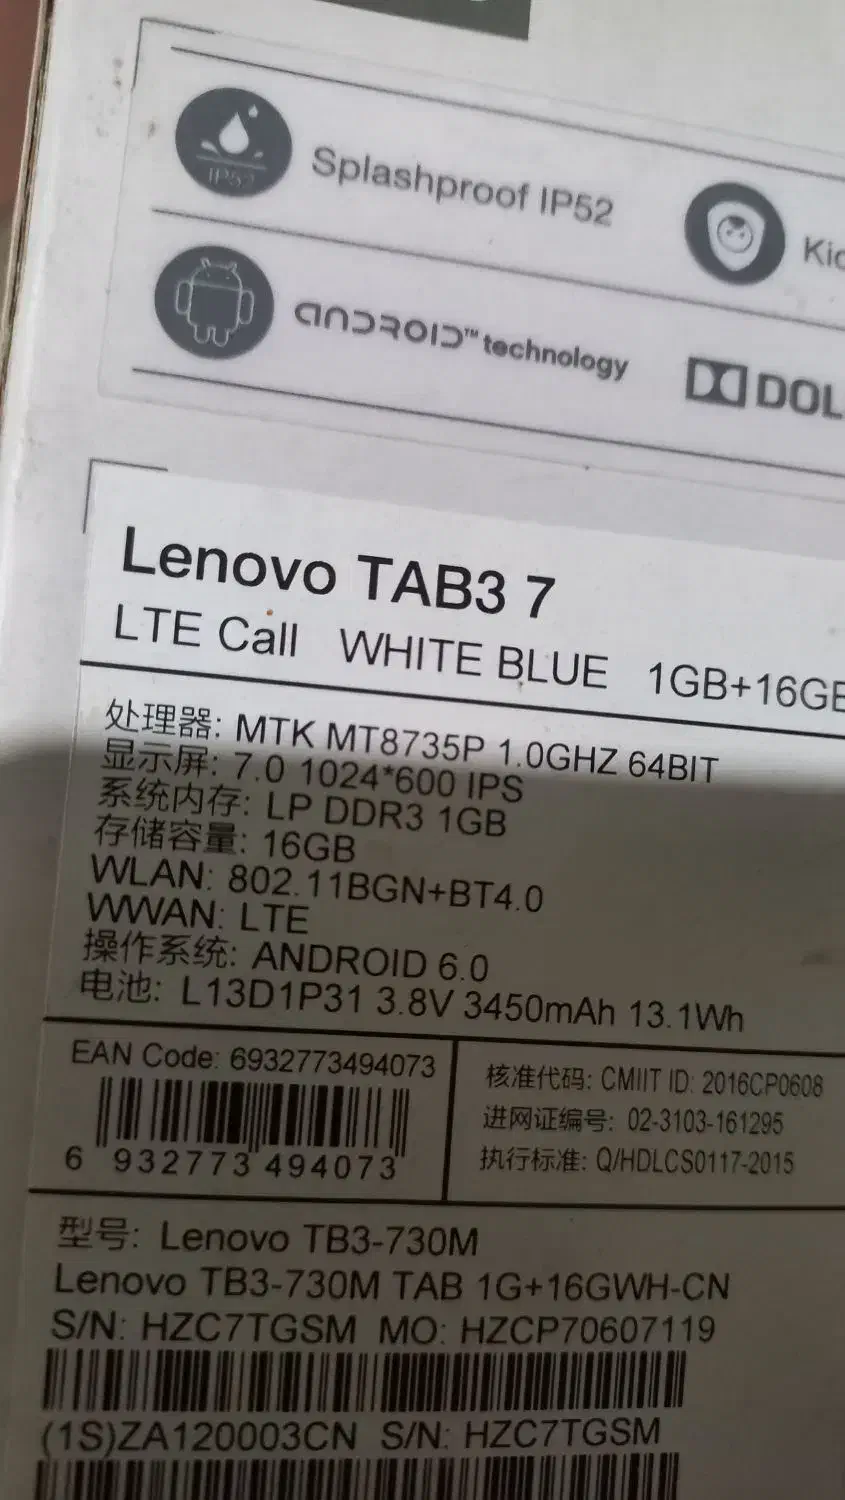 IP52
Splashproof IP52
ANDROID™ technology
Lenovo TAB3 7
LTE Call WHITE BLUE 1GB+16GB
处理器: MTK MT8735P 1.0GHZ 64BIT
显示屏: 7.0 1024*600 IPS
系统内存: LP DDR3 1GB
存储容量: 16GB
WLAN: 802.11BGN+BT4.0
WWAN: LTE
操作系统: ANDROID 6.0
电池: L13D1P31 3.8V 3450mAh 13.1Wh
EAN Code: 6932773494073
6 932773 494073
核准代码: CMIIT ID: 2016CP0608
进网证编号: 02-3103-161295
执行标准: Q/HDLCS0117-2015
型号: Lenovo TB3-730M
Lenovo TB3-730M TAB 1G+16GWH-CN
S/N: HZC7TGSM MO: HZCP70607119
(1S)ZA120003CN S/N: HZC7TGSM